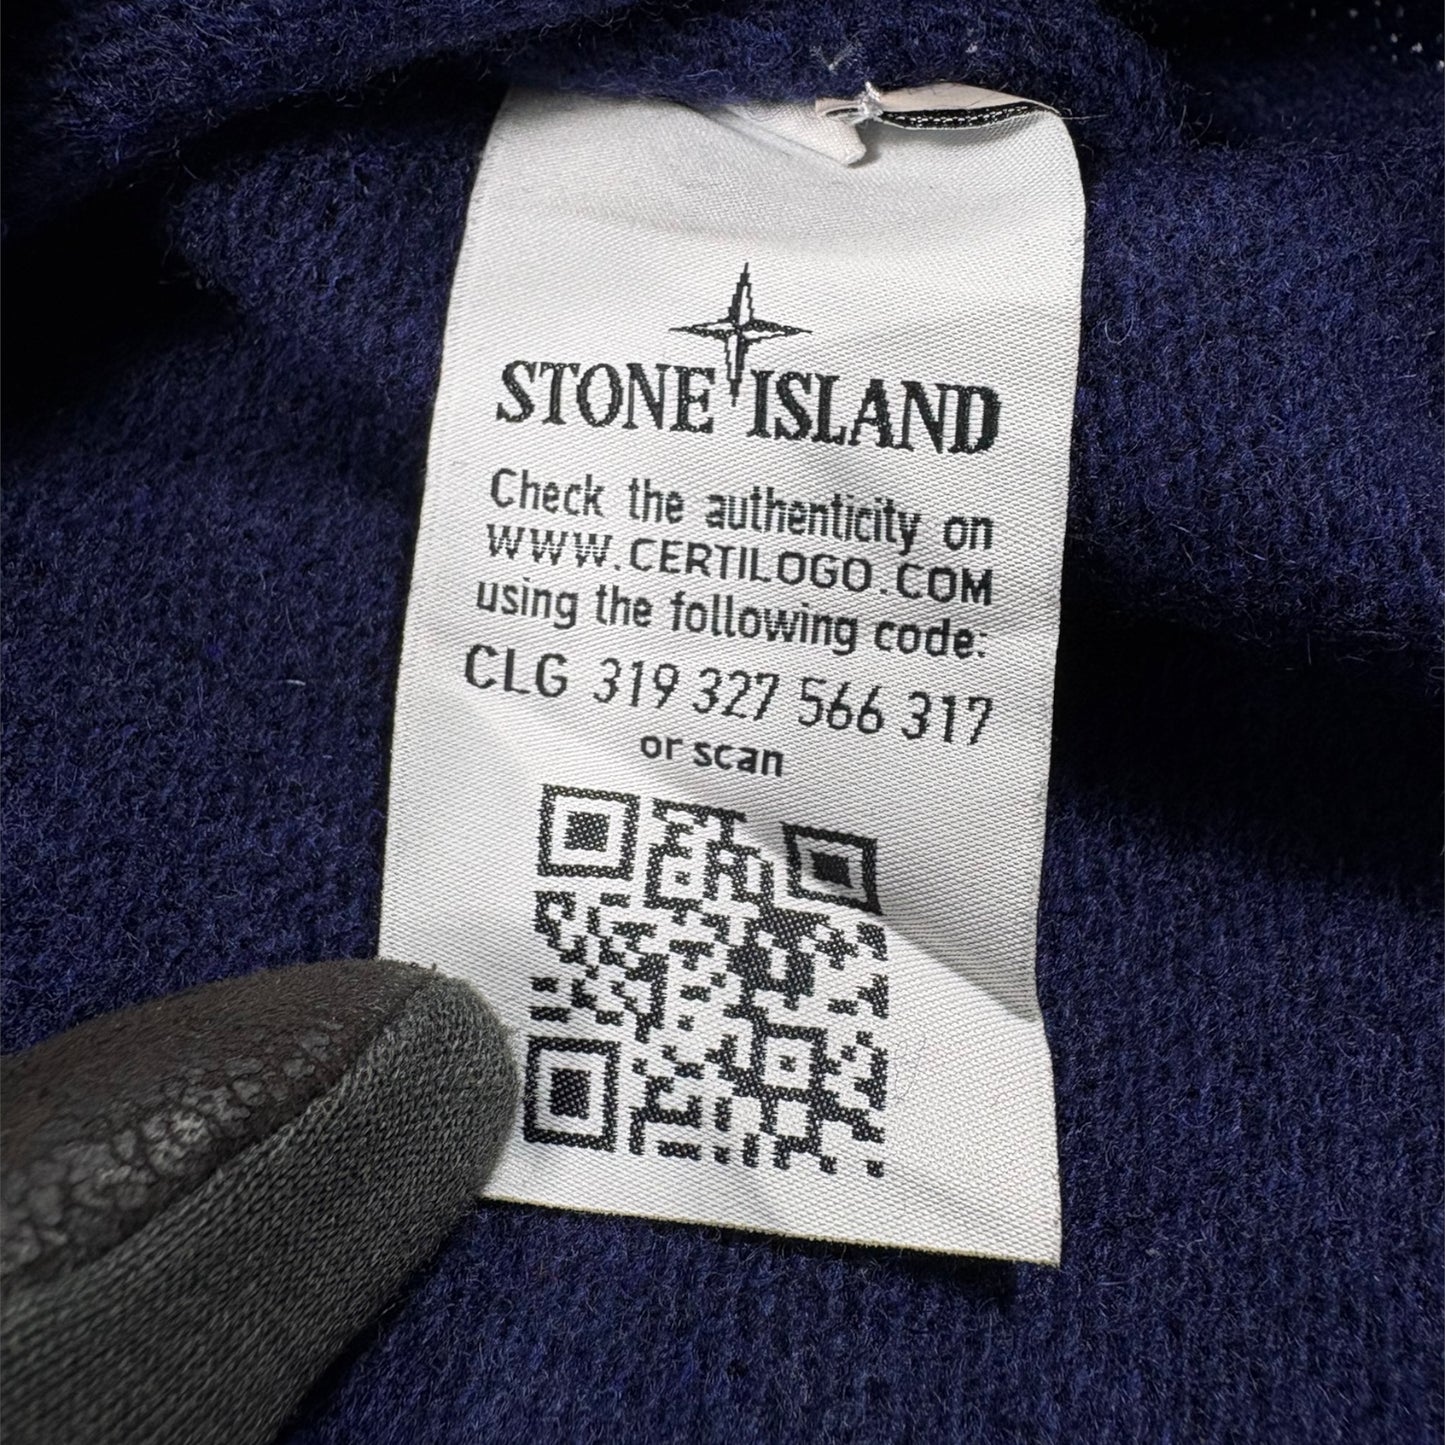 STONE ISLAND
Check the authenticity on
WWW.CERTILOGO.COM
using the following code:
CLG 319 327 566 317
or scan